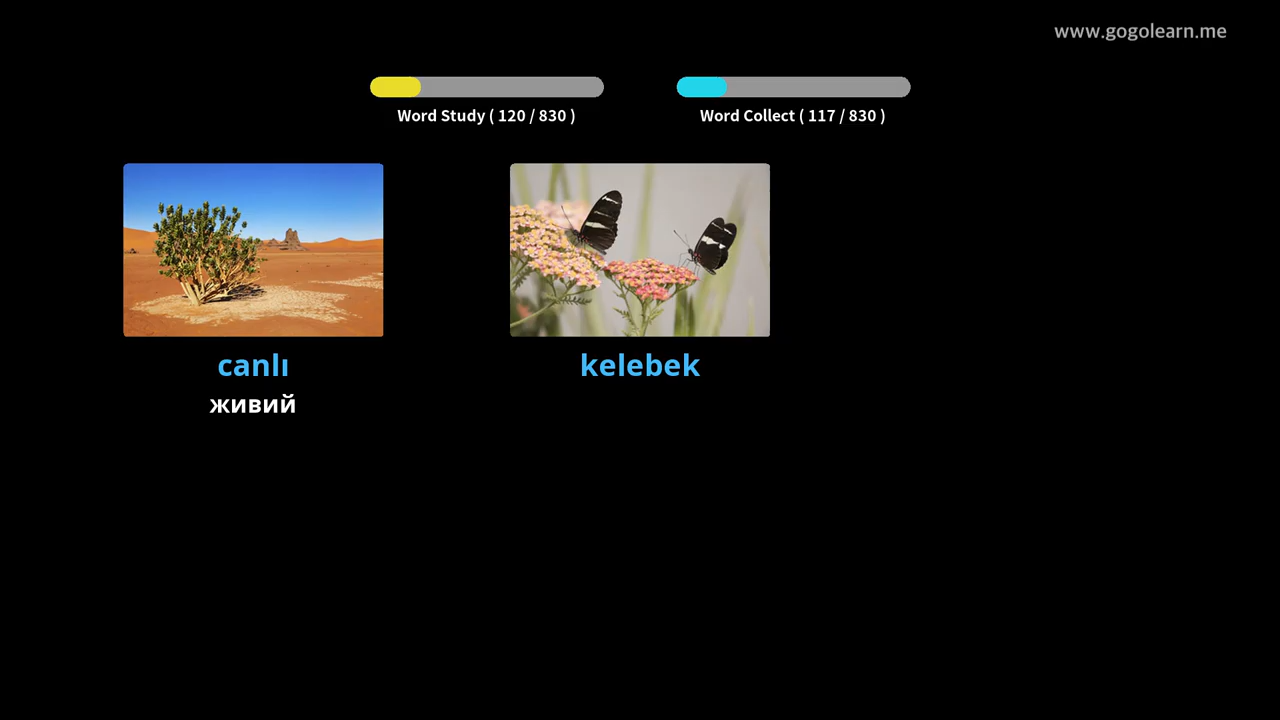 www.gogolearn.me
Word Study ( 120 / 830 )
Word Collect ( 117 / 830 )
canlı
живий
kelebek